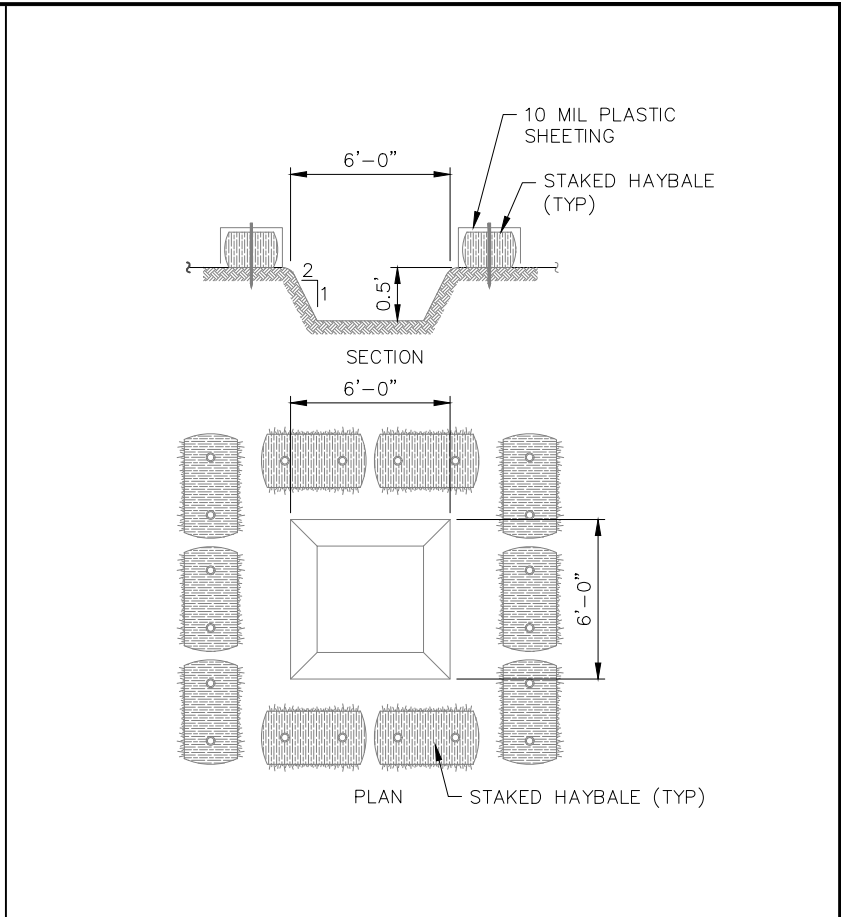 10 MIL PLASTIC
SHEETING
6'-0"
STAKED HAYBALE
(TYP)
2
1
0.5'
SECTION
6'-0"
6'-0"
PLAN
STAKED HAYBALE (TYP)